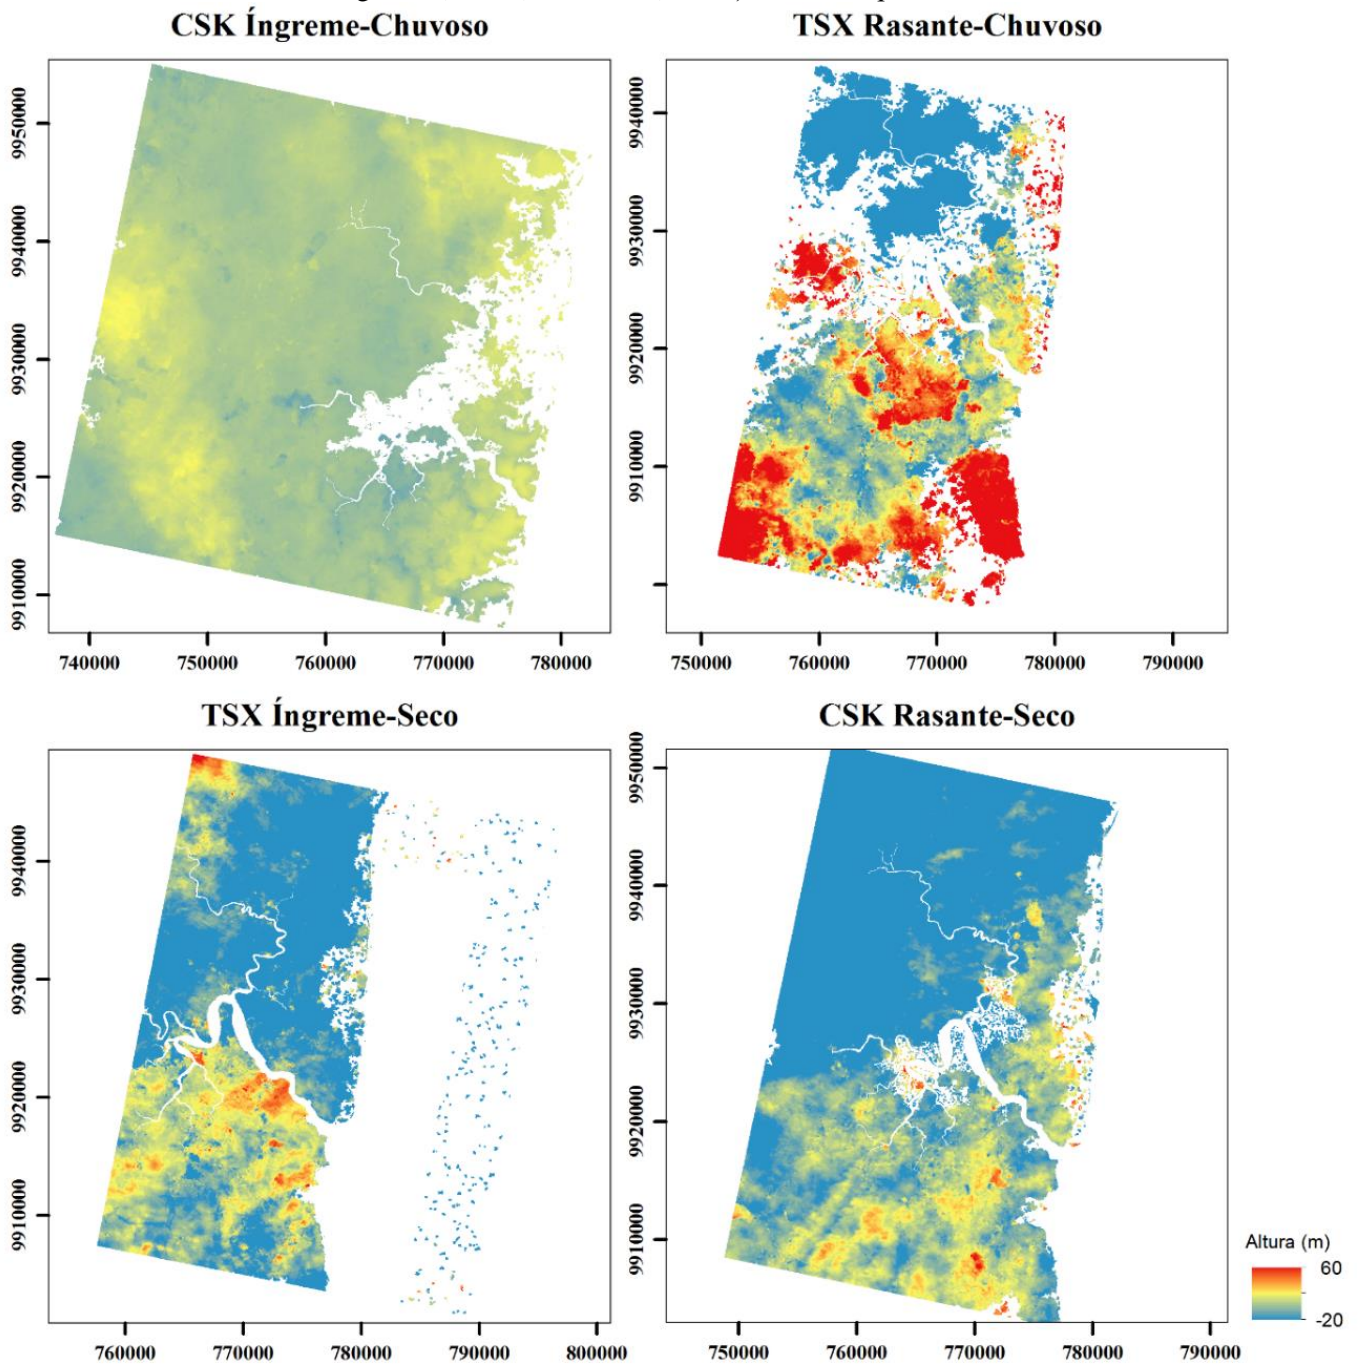 CSK Íngreme-Chuvoso
TSX Rasante-Chuvoso
9950000
9940000
9930000
9920000
9910000
740000 750000 760000 770000 780000
9940000
9930000
9920000
9910000
750000 760000 770000 780000 790000
TSX Íngreme-Seco
CSK Rasante-Seco
9940000
9930000
9920000
9910000
760000 770000 780000 790000 800000
9950000
9940000
9930000
9920000
9910000
750000 760000 770000 780000 790000
Altura (m)
60
-20